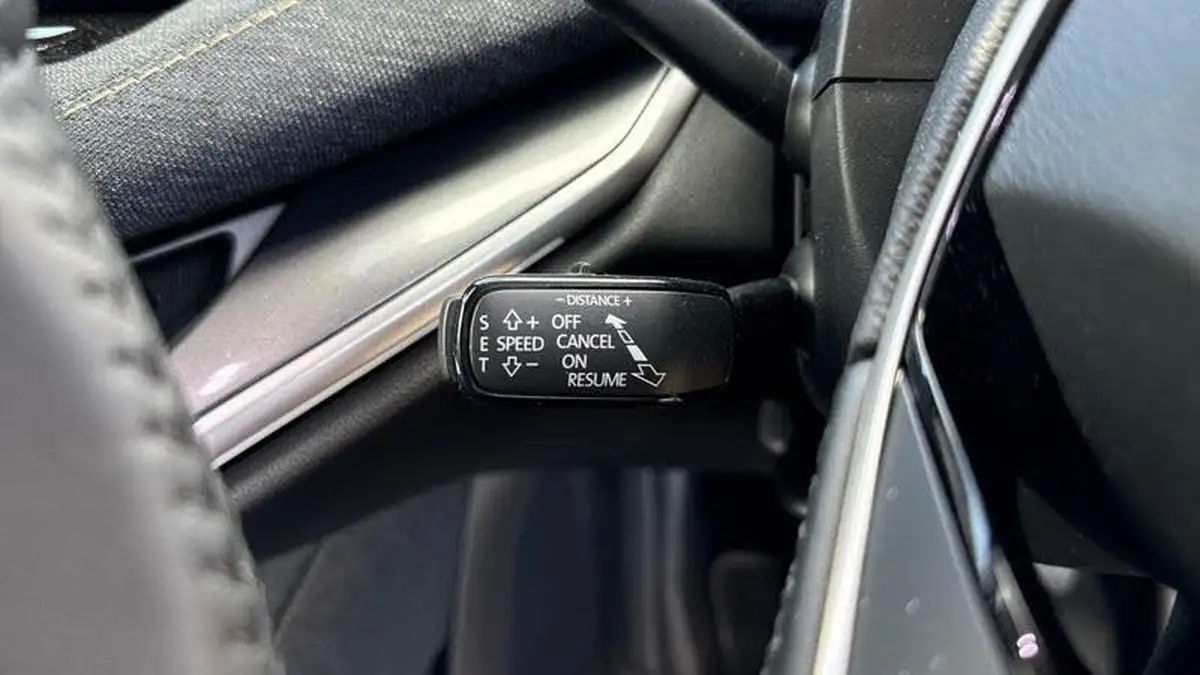 - DISTANCE +
S + OFF
E SPEED CANCEL
T - ON
RESUME